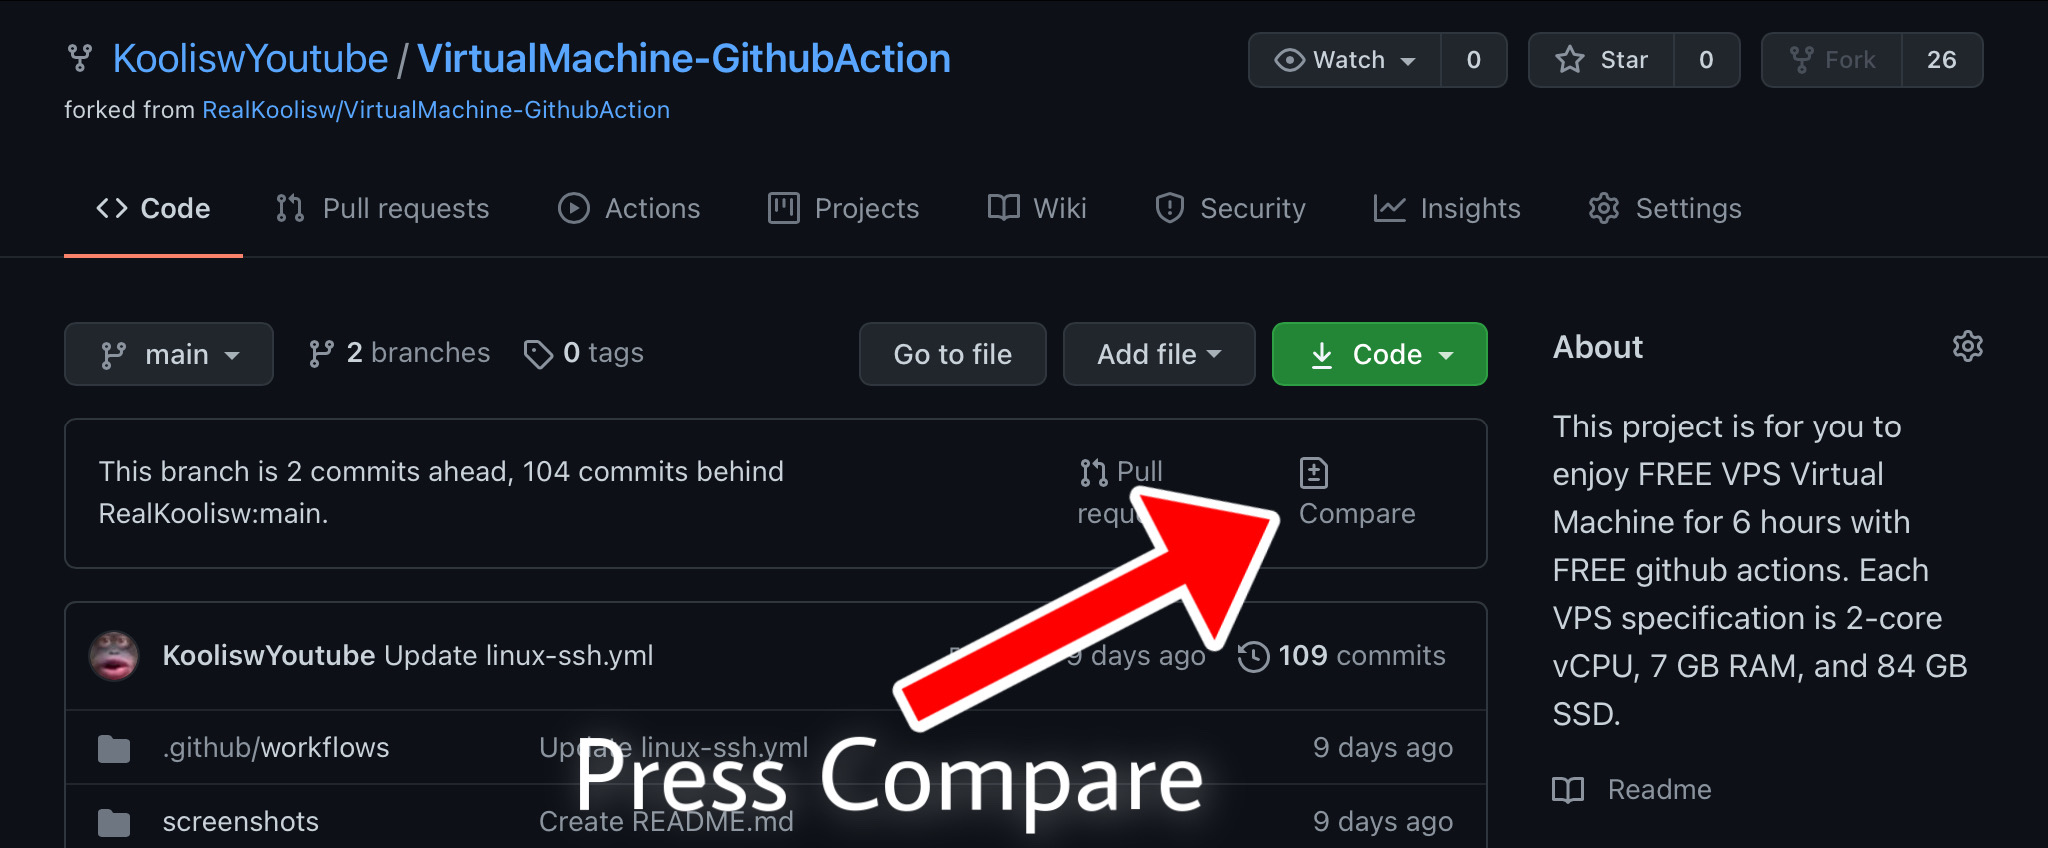 KooliswYoutube / VirtualMachine-GithubAction
Watch 0
Star 0
Fork 26
forked from RealKoolisw/VirtualMachine-GithubAction
Code
Pull requests
Actions
Projects
Wiki
Security
Insights
Settings
main
2 branches
0 tags
Go to file
Add file
Code
This branch is 2 commits ahead, 104 commits behind
RealKoolisw:main.
Pull
Compare
KooliswYoutube Update linux-ssh.yml
9 days ago
109 commits
.github/workflows
Update linux-ssh.yml
9 days ago
screenshots
Create README.md
9 days ago
Press Compare
About
This project is for you to
enjoy FREE VPS Virtual
Machine for 6 hours with
FREE github actions. Each
VPS specification is 2-core
vCPU, 7 GB RAM, and 84 GB
SSD.
Readme